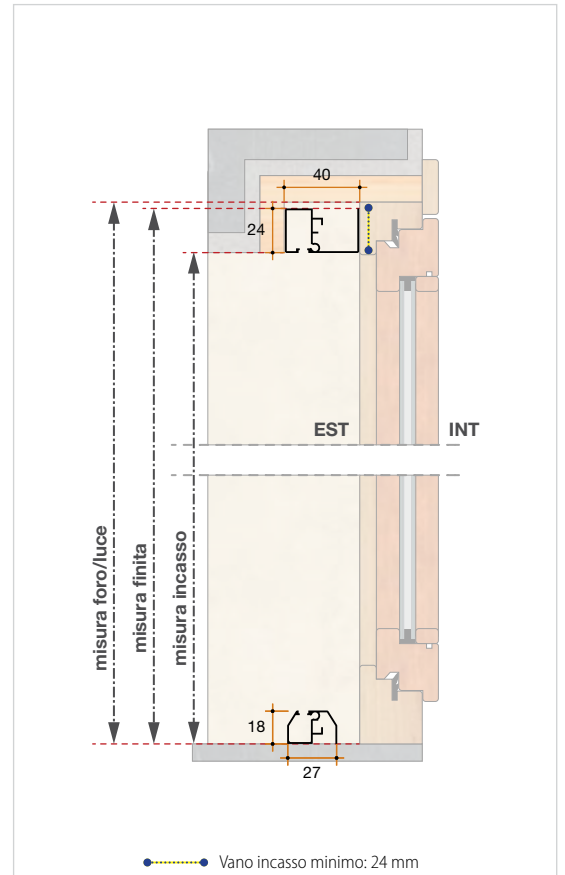 40
24
EST
INT
misura foro/luce
misura finita
misura incasso
18
27
Vano incasso minimo: 24 mm